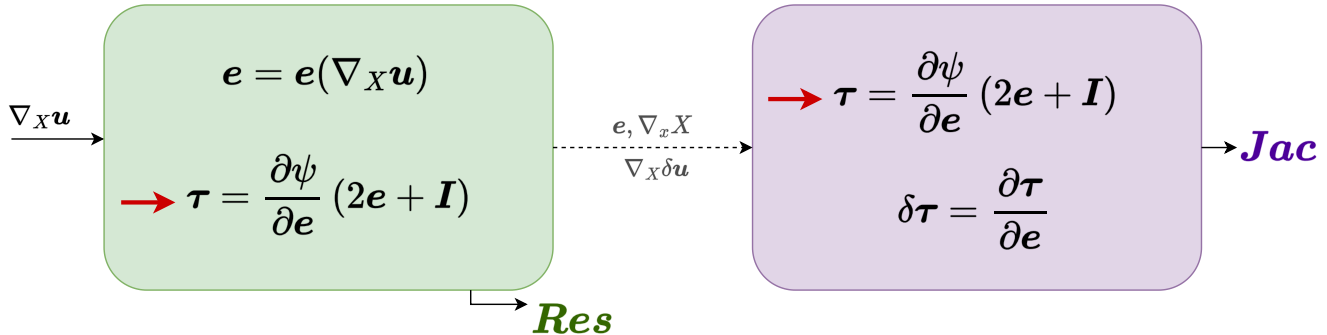 ∇_X u
e = e(∇_X u)
τ = ∂ψ/∂e (2e + I)
Res
e, ∇_x X
∇_X δu
τ = ∂ψ/∂e (2e + I)
δτ = ∂τ/∂e
Jac